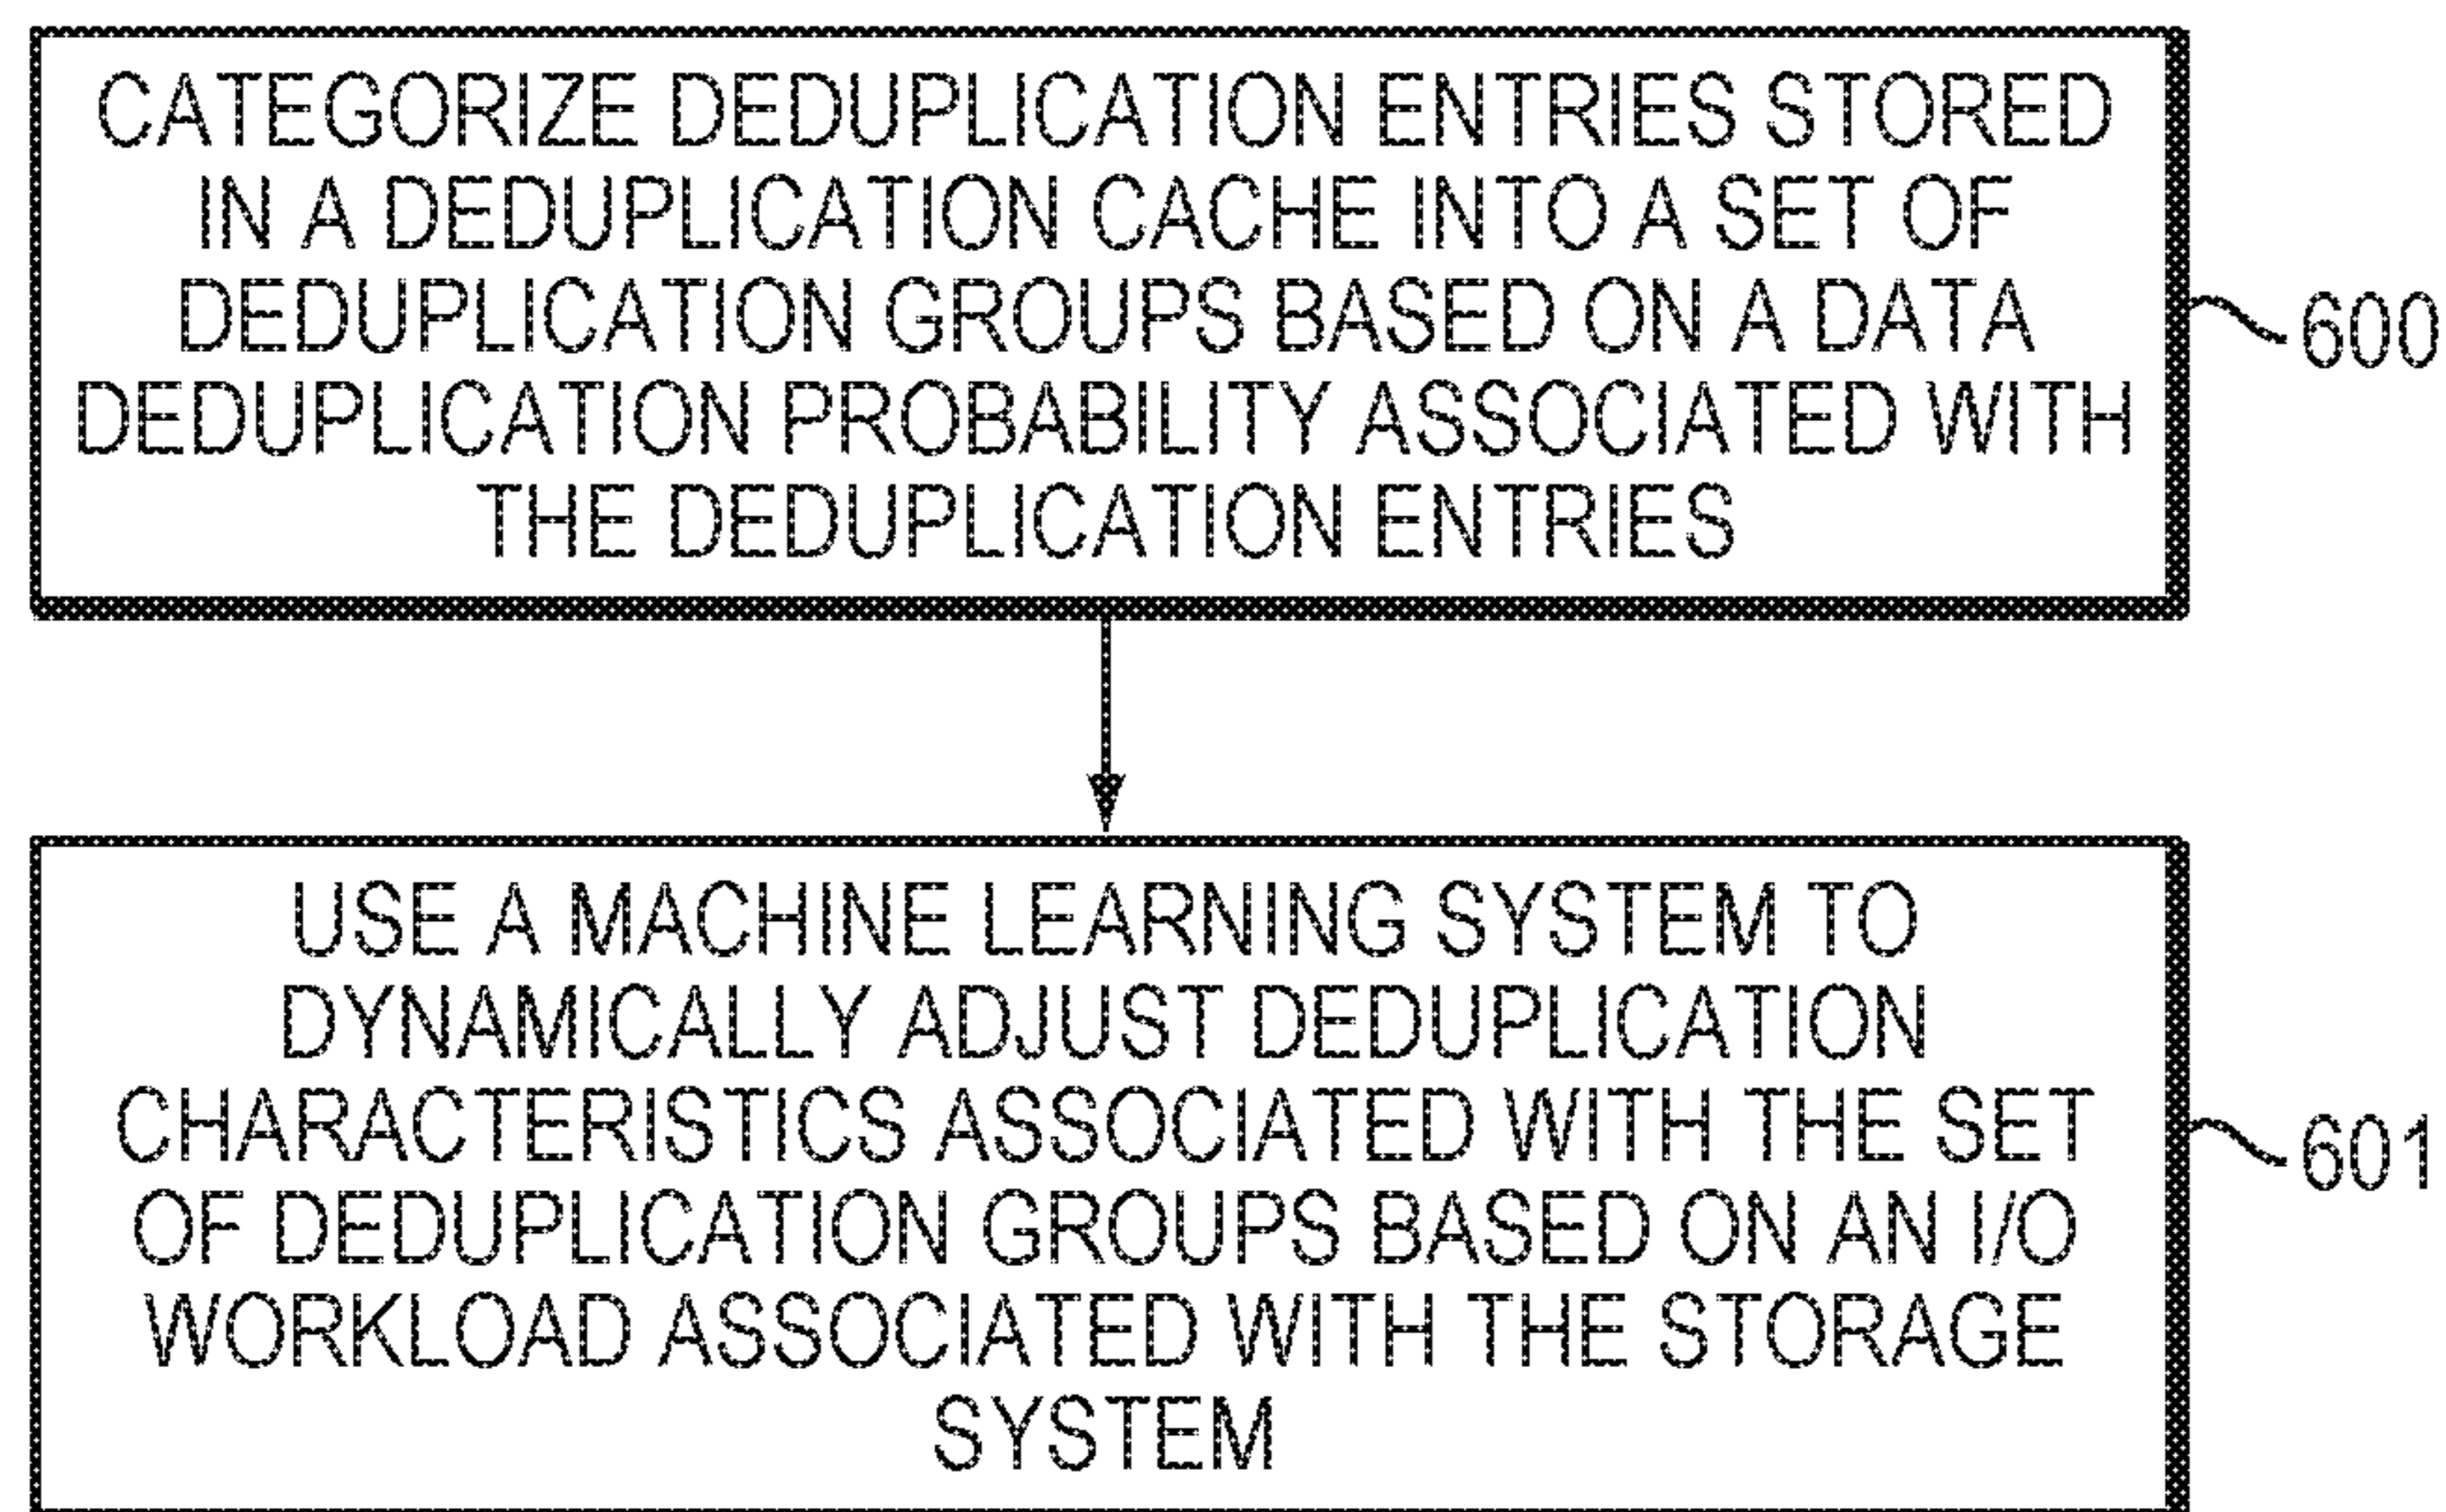 CATEGORIZE DEDUPLICATION ENTRIES STORED
IN A DEDUPLICATION CACHE INTO A SET OF
DEDUPLICATION GROUPS BASED ON A DATA
DEDUPLICATION PROBABILITY ASSOCIATED WITH
THE DEDUPLICATION ENTRIES
600
USE A MACHINE LEARNING SYSTEM TO
DYNAMICALLY ADJUST DEDUPLICATION
CHARACTERISTICS ASSOCIATED WITH THE SET
OF DEDUPLICATION GROUPS BASED ON AN I/O
WORKLOAD ASSOCIATED WITH THE STORAGE
SYSTEM
601